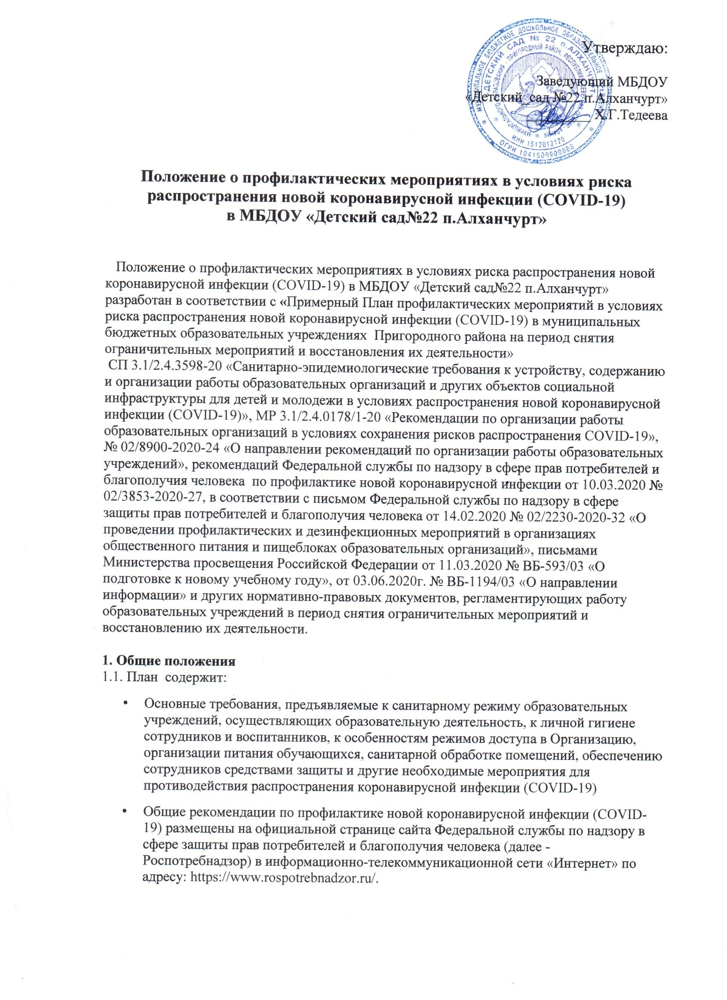 Утверждаю:
Заведующий МБДОУ
«Детский_сад №22 п.Алханчурт»
_________ Х.Г.Тедеева
МУНИЦИПАЛЬНОЕ БЮДЖЕТНОЕ ДОШКОЛЬНОЕ ОБРАЗОВАТЕЛЬНОЕ УЧРЕЖДЕНИЕ
"ДЕТСКИЙ САД № 22 п.АЛХАНЧУРТ"
МУНИЦИПАЛЬНОГО ОБРАЗОВАНИЯ - ПРИГОРОДНЫЙ РАЙОН, РЕСПУБЛИКИ СЕВЕРНАЯ ОСЕТИЯ-АЛАНИЯ
ИНН 1512013170
ОГРН 1041500900086
Положение о профилактических мероприятиях в условиях риска
распространения новой коронавирусной инфекции (COVID-19)
в МБДОУ «Детский сад№22 п.Алханчурт»
Положение о профилактических мероприятиях в условиях риска распространения новой
коронавирусной инфекции (COVID-19) в МБДОУ «Детский сад№22 п.Алханчурт»
разработан в соответствии с «Примерный План профилактических мероприятий в условиях
риска распространения новой коронавирусной инфекции (COVID-19) в муниципальных
бюджетных образовательных учреждениях  Пригородного района на период снятия
ограничительных мероприятий и восстановления их деятельности»
СП 3.1/2.4.3598-20 «Санитарно-эпидемиологические требования к устройству, содержанию
и организации работы образовательных организаций и других объектов социальной
инфраструктуры для детей и молодежи в условиях распространения новой коронавирусной
инфекции (COVID-19)», МР 3.1/2.4.0178/1-20 «Рекомендации по организации работы
образовательных организаций в условиях сохранения рисков распространения COVID-19»,
№ 02/8900-2020-24 «О направлении рекомендаций по организации работы образовательных
учреждений», рекомендаций Федеральной службы по надзору в сфере прав потребителей и
благополучия человека  по профилактике новой коронавирусной инфекции от 10.03.2020 №
02/3853-2020-27, в соответствии с письмом Федеральной службы по надзору в сфере
защиты прав потребителей и благополучия человека от 14.02.2020 № 02/2230-2020-32 «О
проведении профилактических и дезинфекционных мероприятий в организациях
общественного питания и пищеблоках образовательных организаций», письмами
Министерства просвещения Российской Федерации от 11.03.2020 № ВБ-593/03 «О
подготовке к новому учебному году», от 03.06.2020г. № ВБ-1194/03 «О направлении
информации» и других нормативно-правовых документов, регламентирующих работу
образовательных учреждений в период снятия ограничительных мероприятий и
восстановлению их деятельности.
1. Общие положения
1.1. План  содержит:
• Основные требования, предъявляемые к санитарному режиму образовательных
учреждений, осуществляющих образовательную деятельность, к личной гигиене
сотрудников и воспитанников, к особенностям режимов доступа в Организацию,
организации питания обучающихся, санитарной обработке помещений, обеспечению
сотрудников средствами защиты и другие необходимые мероприятия для
противодействия распространения коронавирусной инфекции (COVID-19)
• Общие рекомендации по профилактике новой коронавирусной инфекции (COVID-
19) размещены на официальной странице сайта Федеральной службы по надзору в
сфере защиты прав потребителей и благополучия человека (далее -
Роспотребнадзор) в информационно-телекоммуникационной сети «Интернет» по
адресу: https://www.rospotrebnadzor.ru/.